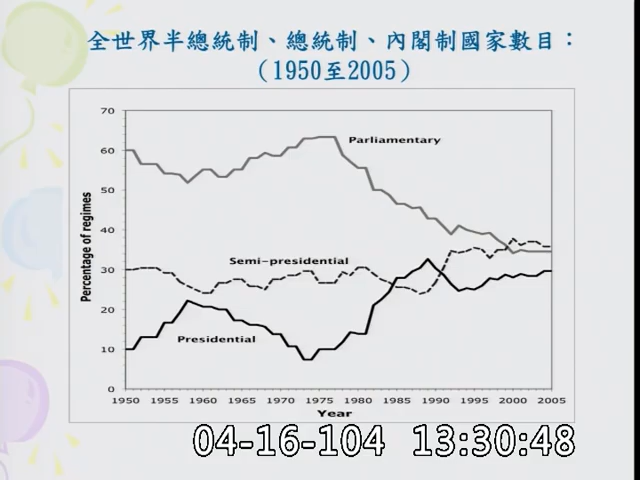 全世界半總統制、總統制、內閣制國家數目：
（1950至2005）
70
60
50
40
30
20
10
0
Percentage of regimes
Parliamentary
Semi-presidential
Presidential
1950 1955 1960 1965 1970 1975 1980 1985 1990 1995 2000 2005
Year
04-16-104 13:30:48